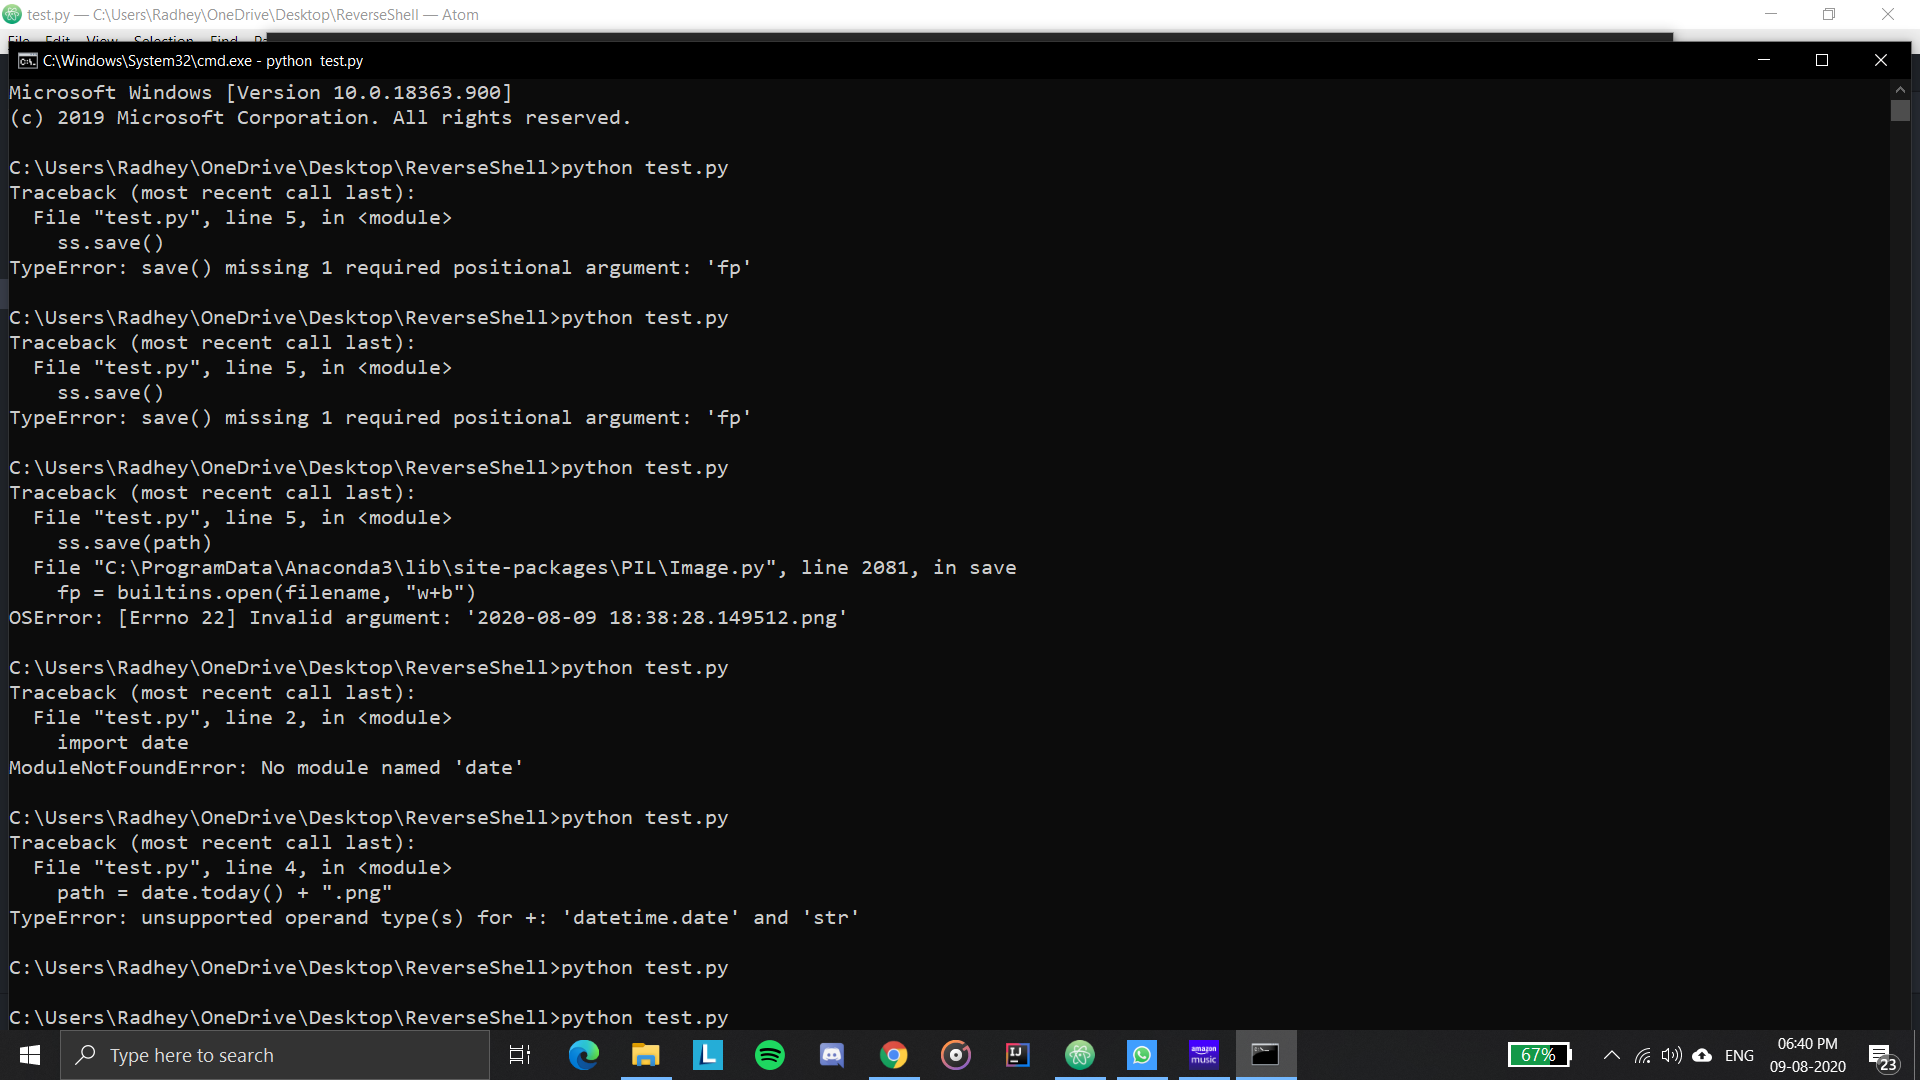 test.py — C:\Users\Radhey\OneDrive\Desktop\ReverseShell — Atom
File Edit View Selection Find
C:\Windows\System32\cmd.exe - python  test.py
Microsoft Windows [Version 10.0.18363.900]
(c) 2019 Microsoft Corporation. All rights reserved.
C:\Users\Radhey\OneDrive\Desktop\ReverseShell>python test.py
Traceback (most recent call last):
  File "test.py", line 5, in <module>
    ss.save()
TypeError: save() missing 1 required positional argument: 'fp'
C:\Users\Radhey\OneDrive\Desktop\ReverseShell>python test.py
Traceback (most recent call last):
  File "test.py", line 5, in <module>
    ss.save()
TypeError: save() missing 1 required positional argument: 'fp'
C:\Users\Radhey\OneDrive\Desktop\ReverseShell>python test.py
Traceback (most recent call last):
  File "test.py", line 5, in <module>
    ss.save(path)
  File "C:\ProgramData\Anaconda3\lib\site-packages\PIL\Image.py", line 2081, in save
    fp = builtins.open(filename, "w+b")
OSError: [Errno 22] Invalid argument: '2020-08-09 18:38:28.149512.png'
C:\Users\Radhey\OneDrive\Desktop\ReverseShell>python test.py
Traceback (most recent call last):
  File "test.py", line 2, in <module>
    import date
ModuleNotFoundError: No module named 'date'
C:\Users\Radhey\OneDrive\Desktop\ReverseShell>python test.py
Traceback (most recent call last):
  File "test.py", line 4, in <module>
    path = date.today() + ".png"
TypeError: unsupported operand type(s) for +: 'datetime.date' and 'str'
C:\Users\Radhey\OneDrive\Desktop\ReverseShell>python test.py
C:\Users\Radhey\OneDrive\Desktop\ReverseShell>python test.py
Type here to search
L
IJ
amazon music
67%
ENG
06:40 PM
09-08-2020
23